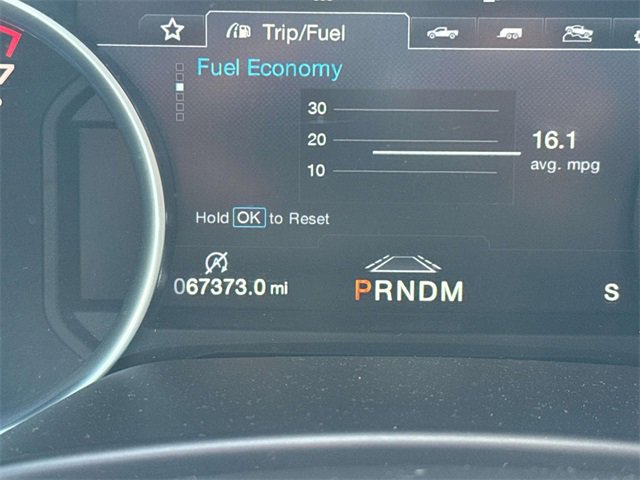 Trip/Fuel
Fuel Economy
30
20
10
16.1
avg. mpg
Hold OK to Reset
067373.0 mi
PRNDM
S